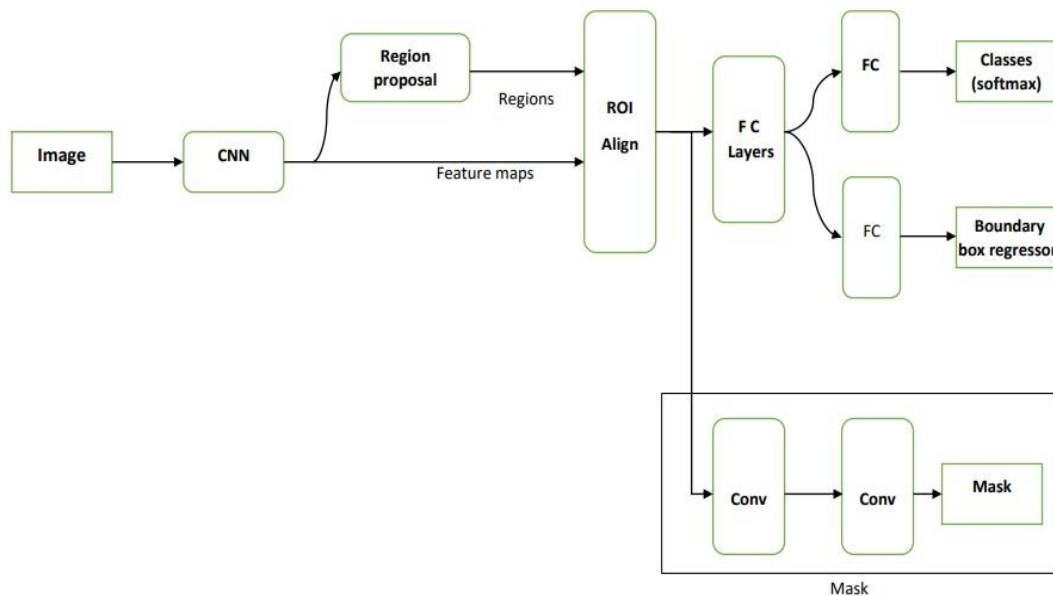 Image
CNN
Region
proposal
Regions
Feature maps
ROI
Align
F C
Layers
FC
Classes
(softmax)
FC
Boundary
box regressor
Conv
Conv
Mask
Mask